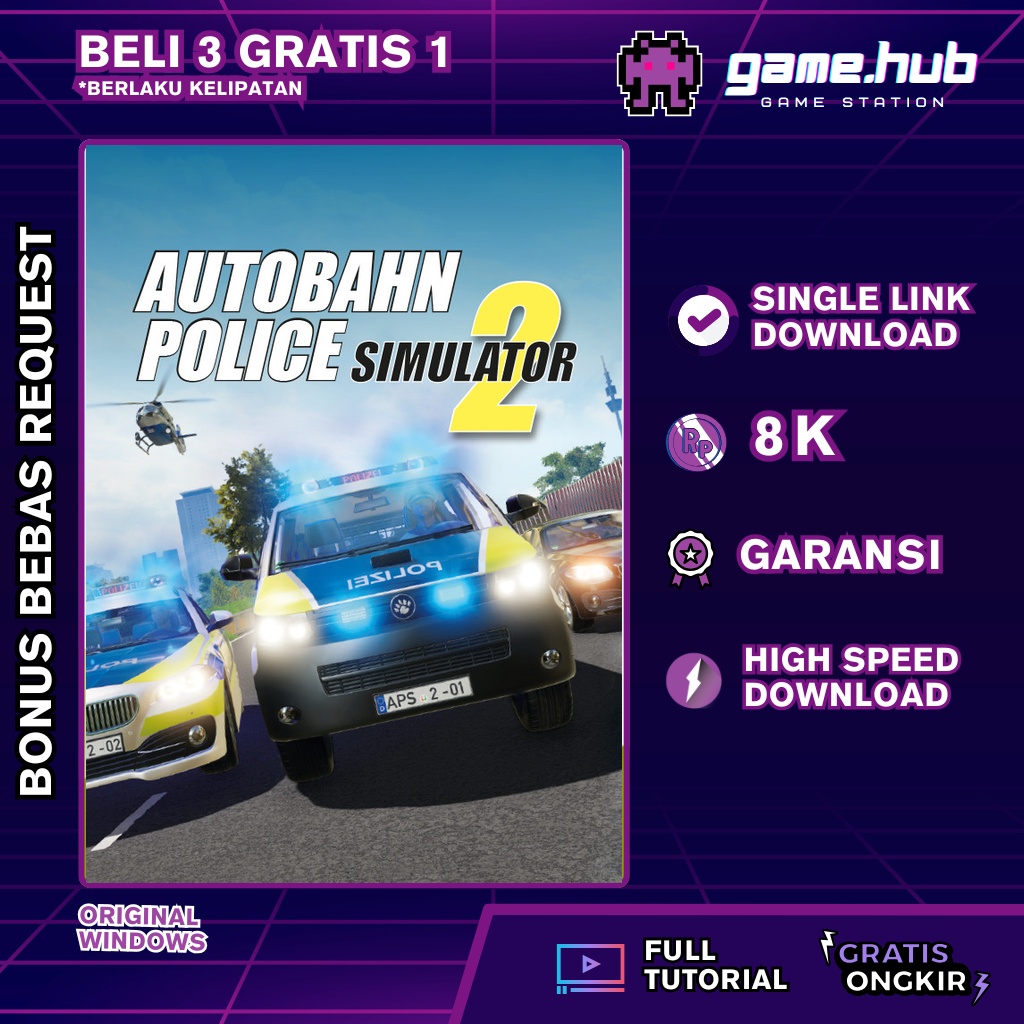 BELI 3 GRATIS 1
*BERLAKU KELIPATAN
game.hub
GAME STATION
BONUS BEBAS REQUEST
AUTOBAHN
POLICE SIMULATOR
2
POLIZEI
APS 2-01
2-02
SINGLE LINK
DOWNLOAD
RP
8K
GARANSI
HIGH SPEED
DOWNLOAD
ORIGINAL
WINDOWS
FULL
TUTORIAL
GRATIS
ONGKIR